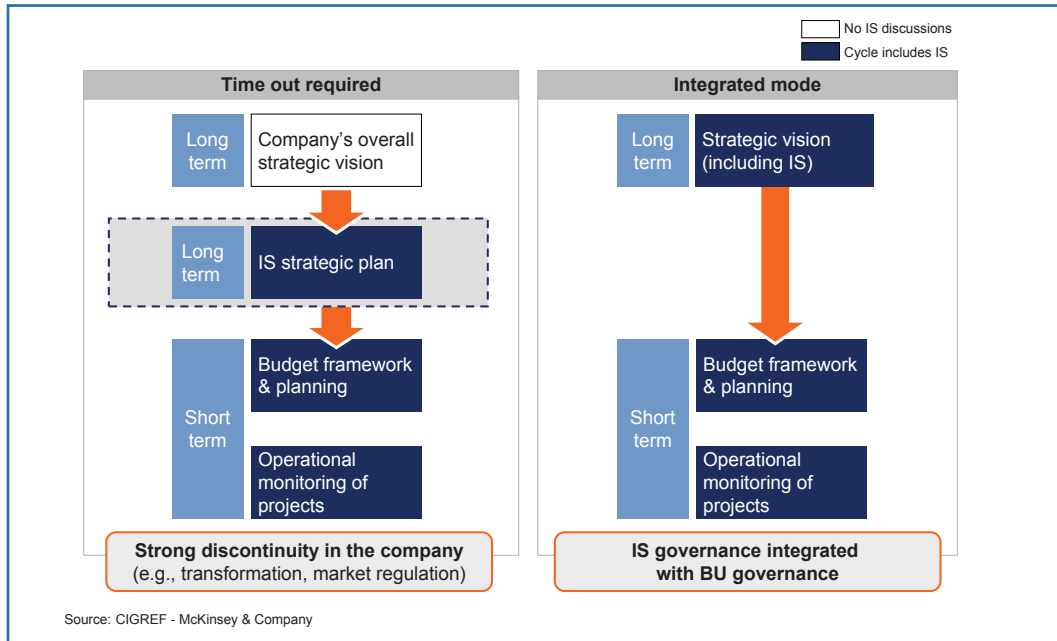 No IS discussions
Cycle includes IS
Time out required
Long
term
Company's overall
strategic vision
Long
term
IS strategic plan
Short
term
Budget framework
& planning
Operational
monitoring of
projects
Strong discontinuity in the company
(e.g., transformation, market regulation)
Integrated mode
Long
term
Strategic vision
(including IS)
Short
term
Budget framework
& planning
Operational
monitoring of
projects
IS governance integrated
with BU governance
Source: CIGREF - McKinsey & Company